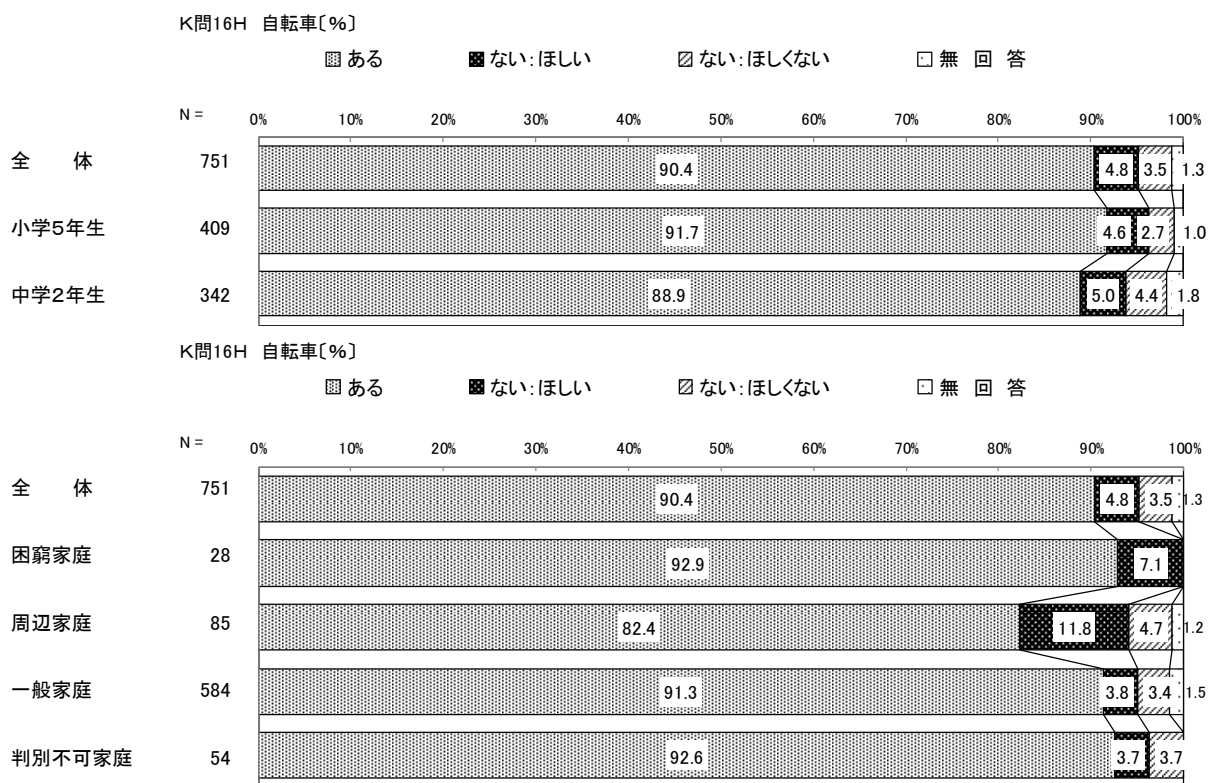 K問16H 自転車〔%〕
ある ない:ほしい ない:ほしくない 無 回 答
N = 0% 10% 20% 30% 40% 50% 60% 70% 80% 90% 100%
全 体 751 90.4 4.8 3.5 1.3
小学5年生 409 91.7 4.6 2.7 1.0
中学2年生 342 88.9 5.0 4.4 1.8
K問16H 自転車〔%〕
ある ない:ほしい ない:ほしくない 無 回 答
N = 0% 10% 20% 30% 40% 50% 60% 70% 80% 90% 100%
全 体 751 90.4 4.8 3.5 1.3
困窮家庭 28 92.9 7.1
周辺家庭 85 82.4 11.8 4.7 1.2
一般家庭 584 91.3 3.8 3.4 1.5
判別不可家庭 54 92.6 3.7 3.7